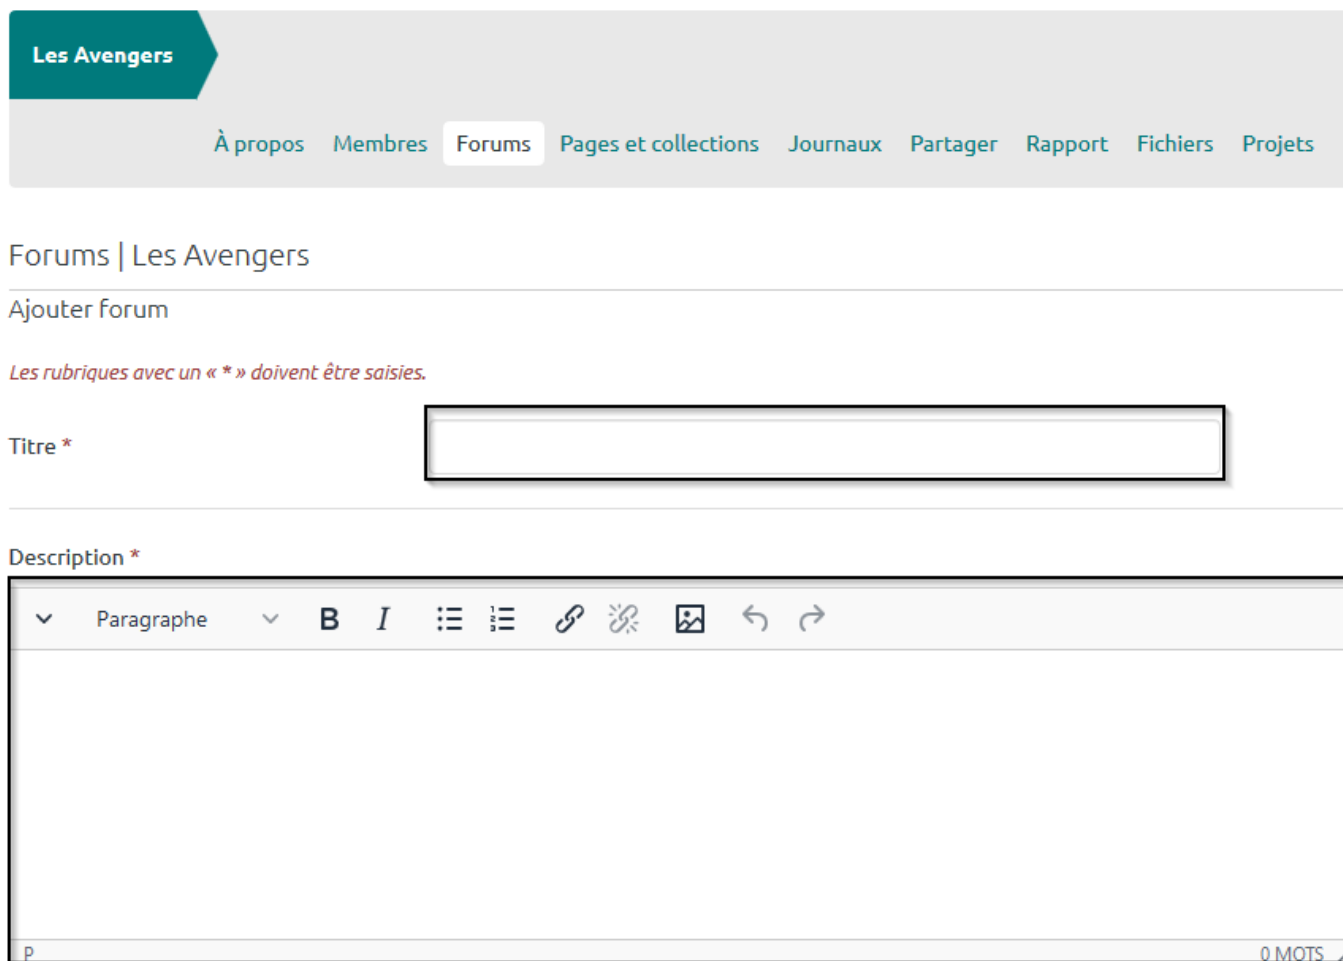 Les Avengers
À propos Membres Forums Pages et collections Journaux Partager Rapport Fichiers Projets
Forums | Les Avengers
Ajouter forum
Les rubriques avec un « * » doivent être saisies.
Titre *
Description *
Paragraphe B I
P 0 MOTS